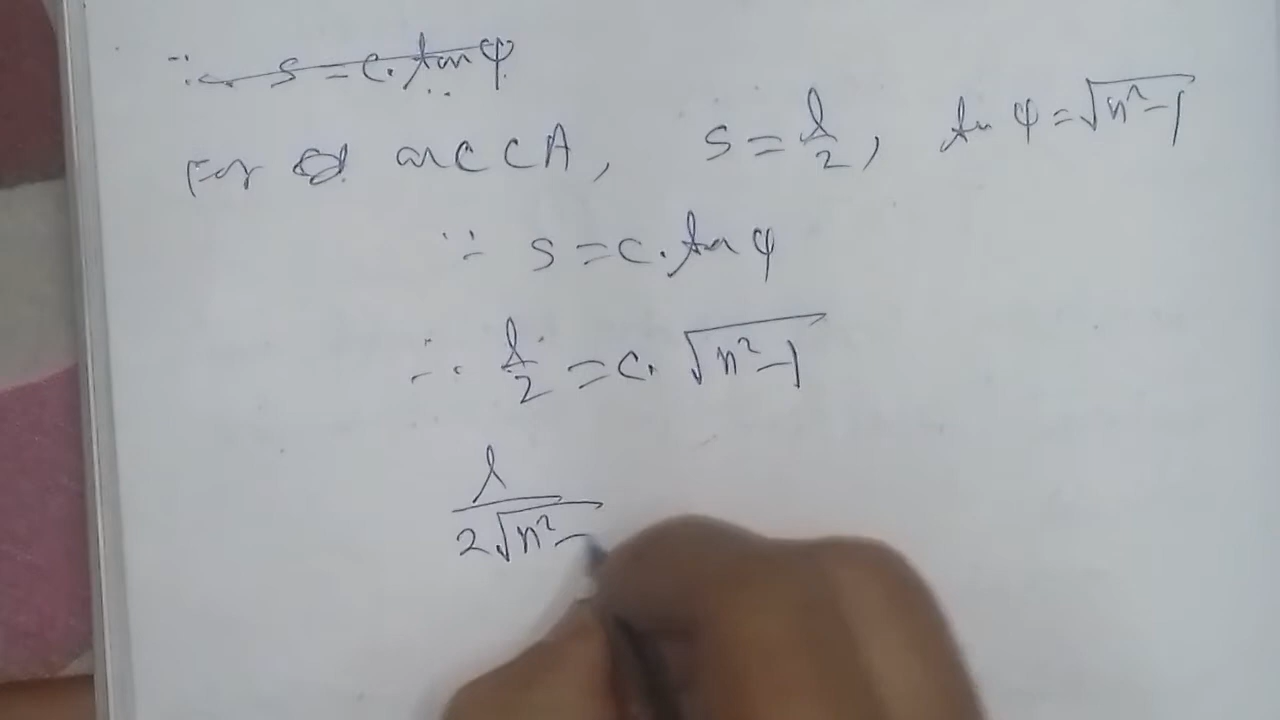 ∵ s = c. tan ψ
For arc CA, s = l/2, tan ψ = √(n²-1)
∵ s = c. tan ψ
∴ l/2 = c. √(n²-1)
l/(2√(n²-